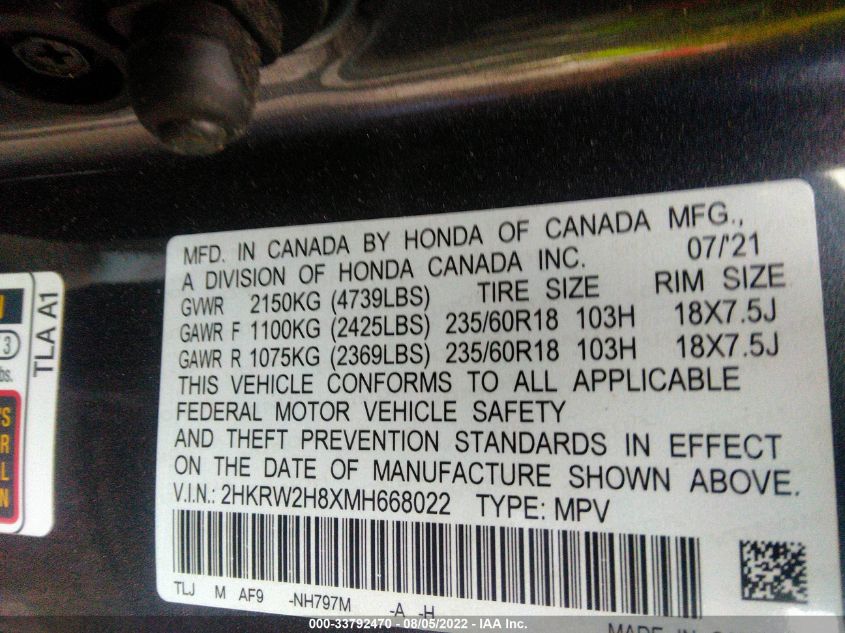 MFD. IN CANADA BY HONDA OF CANADA MFG.,
A DIVISION OF HONDA CANADA INC. 07/'21
GVWR 2150KG (4739LBS) TIRE SIZE RIM SIZE
GAWR F 1100KG (2425LBS) 235/60R18 103H 18X7.5J
GAWR R 1075KG (2369LBS) 235/60R18 103H 18X7.5J
THIS VEHICLE CONFORMS TO ALL APPLICABLE
FEDERAL MOTOR VEHICLE SAFETY
AND THEFT PREVENTION STANDARDS IN EFFECT
ON THE DATE OF MANUFACTURE SHOWN ABOVE.
V.I.N.: 2HKRW2H8XMH668022 TYPE: MPV
TLJ M AF9 -NH797M -A -H
MADE IN
TLA A1
3
bs.
'S
R
L
N
000-33792470 - 08/05/2022 - IAA Inc.